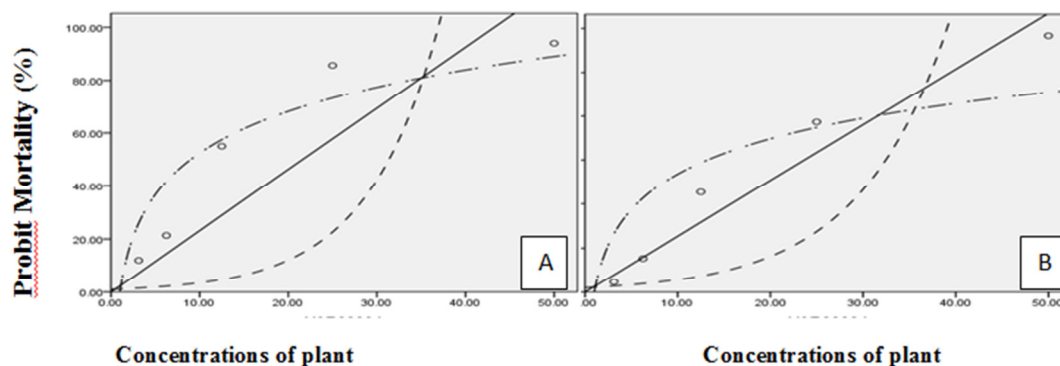 Probit Mortality (%)
100.00
80.00
60.00
40.00
20.00
0.00
0.00 10.00 20.00 30.00 40.00 50.00
A
.00 10.00 20.00 30.00 40.00 50.00
B
Concentrations of plant
Concentrations of plant